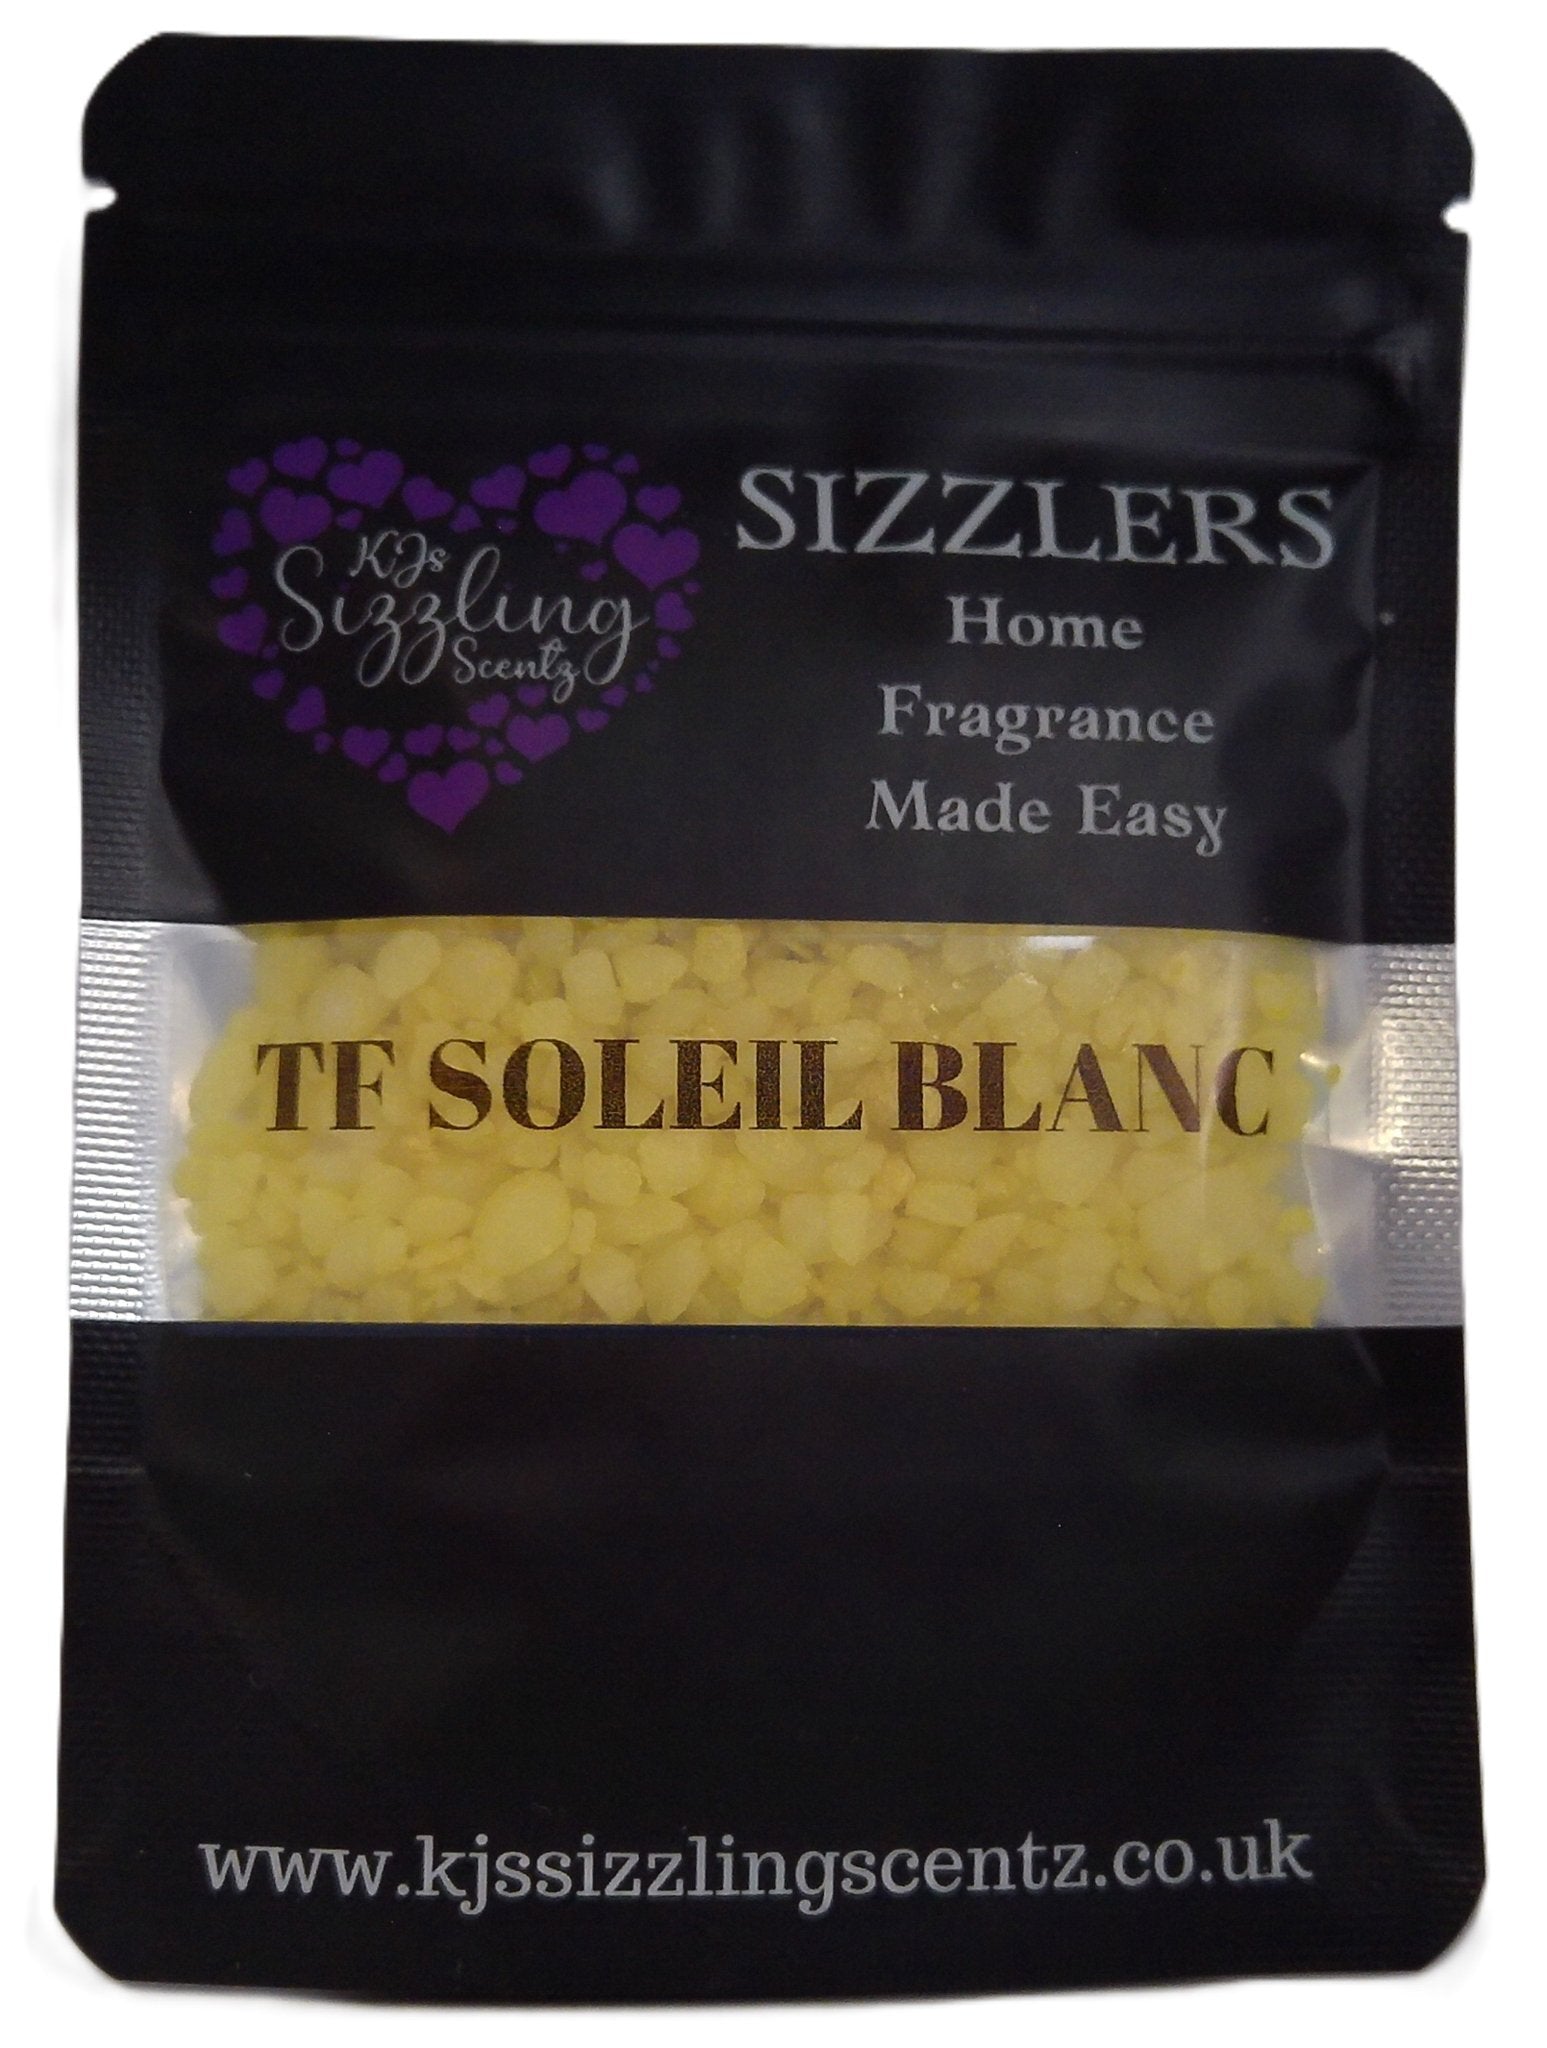 KJs
Sizzling
Scentz
SIZZLERS
Home
Fragrance
Made Easy
TF SOLEIL BLANC
www.kjssizzlingscentz.co.uk